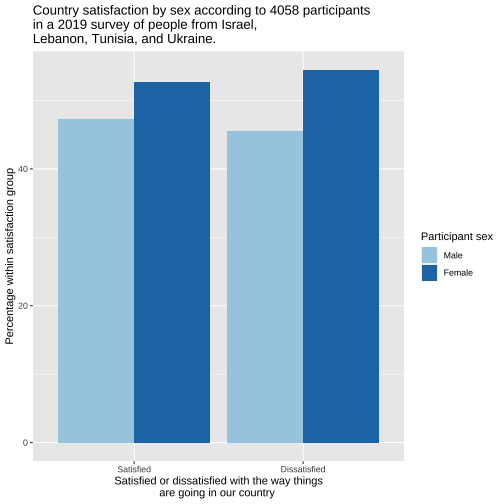 Country satisfaction by sex according to 4058 participants
in a 2019 survey of people from Israel,
Lebanon, Tunisia, and Ukraine.
Percentage within satisfaction group
40
20
0
Satisfied
Dissatisfied
Satisfied or dissatisfied with the way things
are going in our country
Participant sex
Male
Female